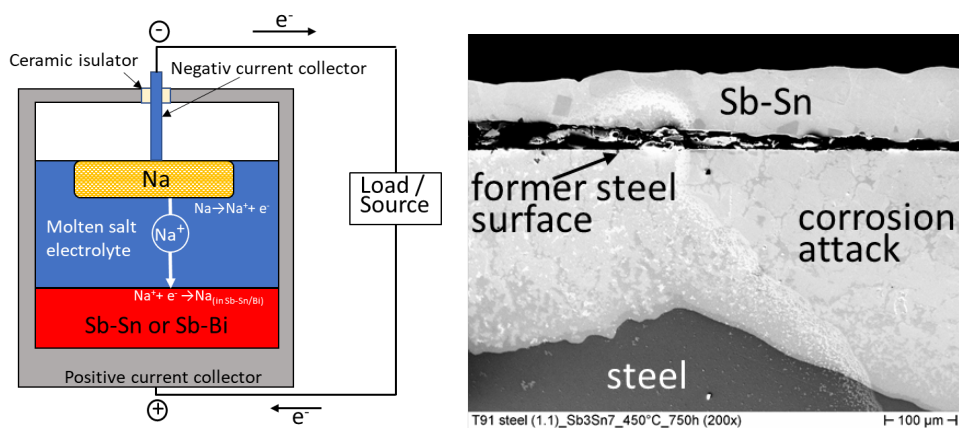 e⁻
−
Ceramic isulator
Negativ current collector
Na
Na→Na⁺+ e⁻
Load /
Source
Molten salt
electrolyte
Na⁺
Na⁺+ e⁻ →Na(in Sb-Sn/Bi)
Sb-Sn or Sb-Bi
Positive current collector
+
e⁻
Sb-Sn
former steel
surface
corrosion
attack
steel
T91 steel (1.1)_Sb3Sn7_450°C_750h (200x)
100 µm